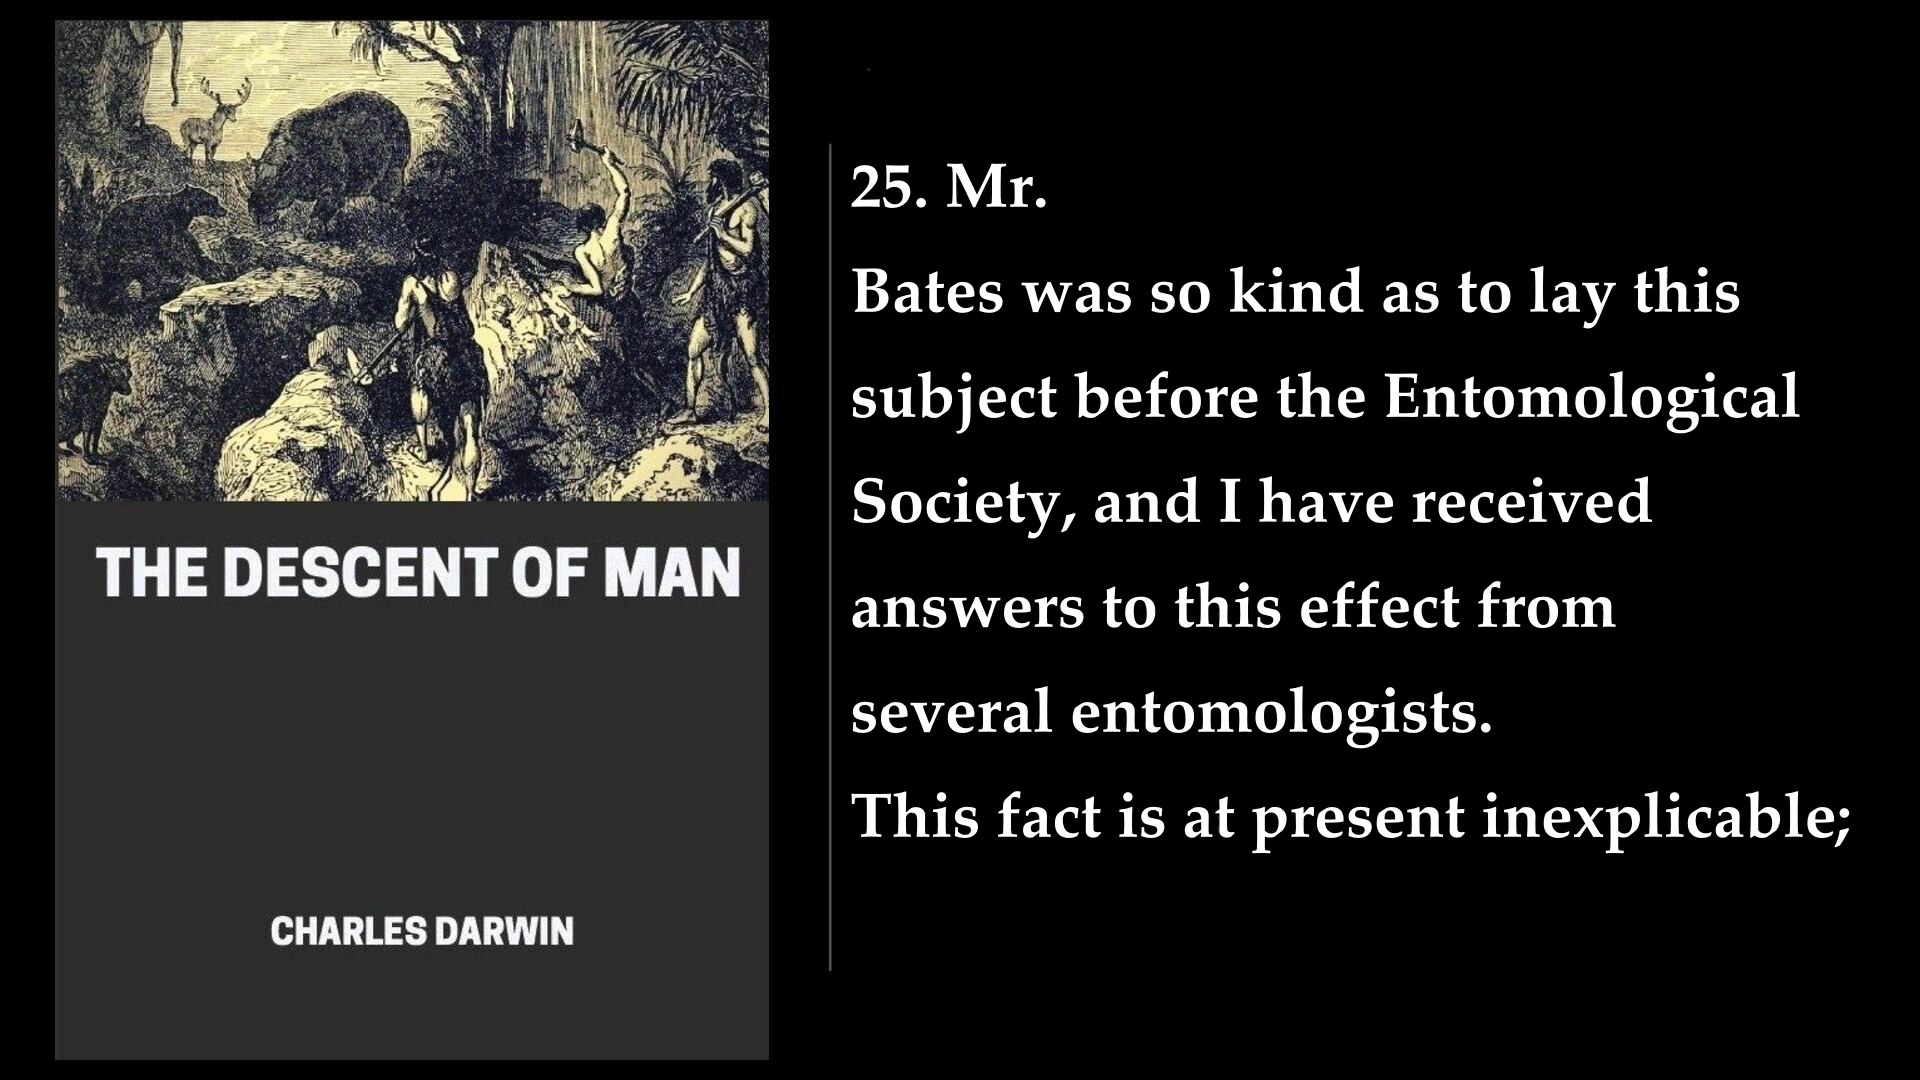 THE DESCENT OF MAN
CHARLES DARWIN
25. Mr.
Bates was so kind as to lay this
subject before the Entomological
Society, and I have received
answers to this effect from
several entomologists.
This fact is at present inexplicable;